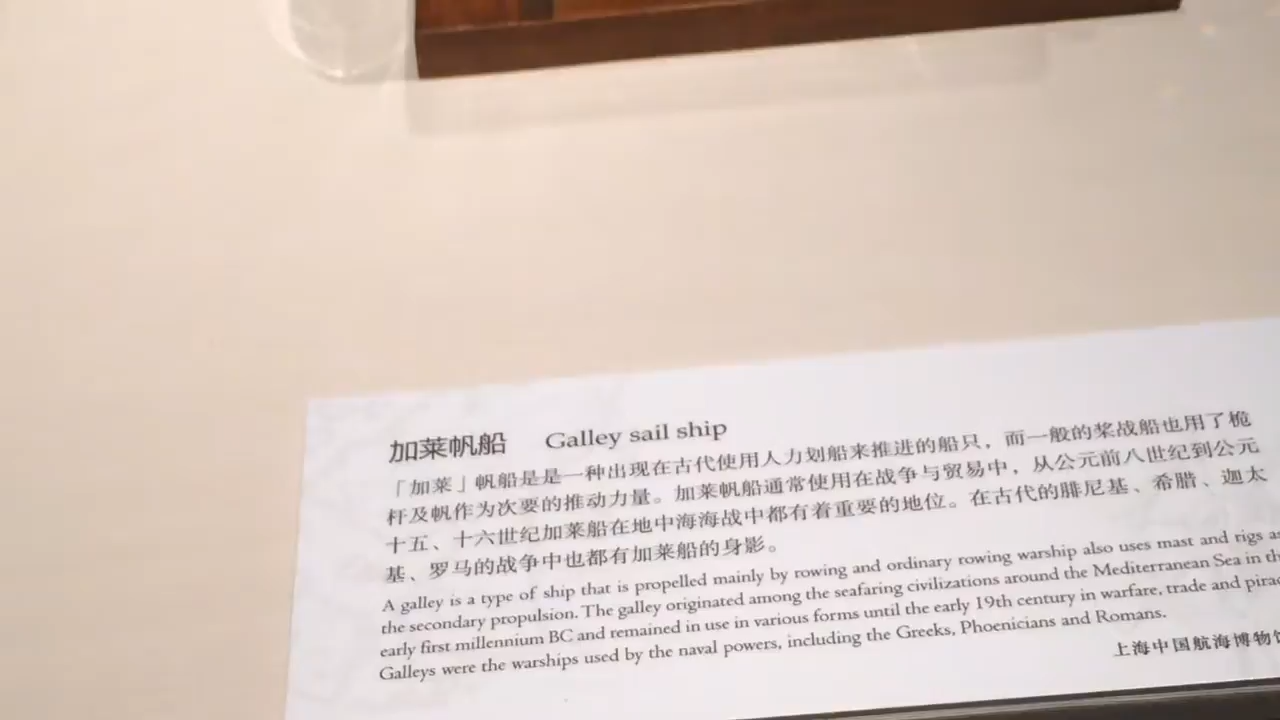 加莱帆船 Galley sail ship
「加莱」帆船是是一种出现在古代使用人力划船来推进的船只，而一般的桨战船也用了桅
杆及帆作为次要的推动力量。加莱帆船通常使用在战争与贸易中，从公元前八世纪到公元
十五、十六世纪加莱船在地中海海战中都有着重要的地位。在古代的腓尼基、希腊、迦太
基、罗马的战争中也都有加莱船的身影。
A galley is a type of ship that is propelled mainly by rowing and ordinary rowing warship also uses mast and rigs as
the secondary propulsion. The galley originated among the seafaring civilizations around the Mediterranean Sea in the
early first millennium BC and remained in use in various forms until the early 19th century in warfare, trade and pirac
Galleys were the warships used by the naval powers, including the Greeks, Phoenicians and Romans.
上海中国航海博物馆